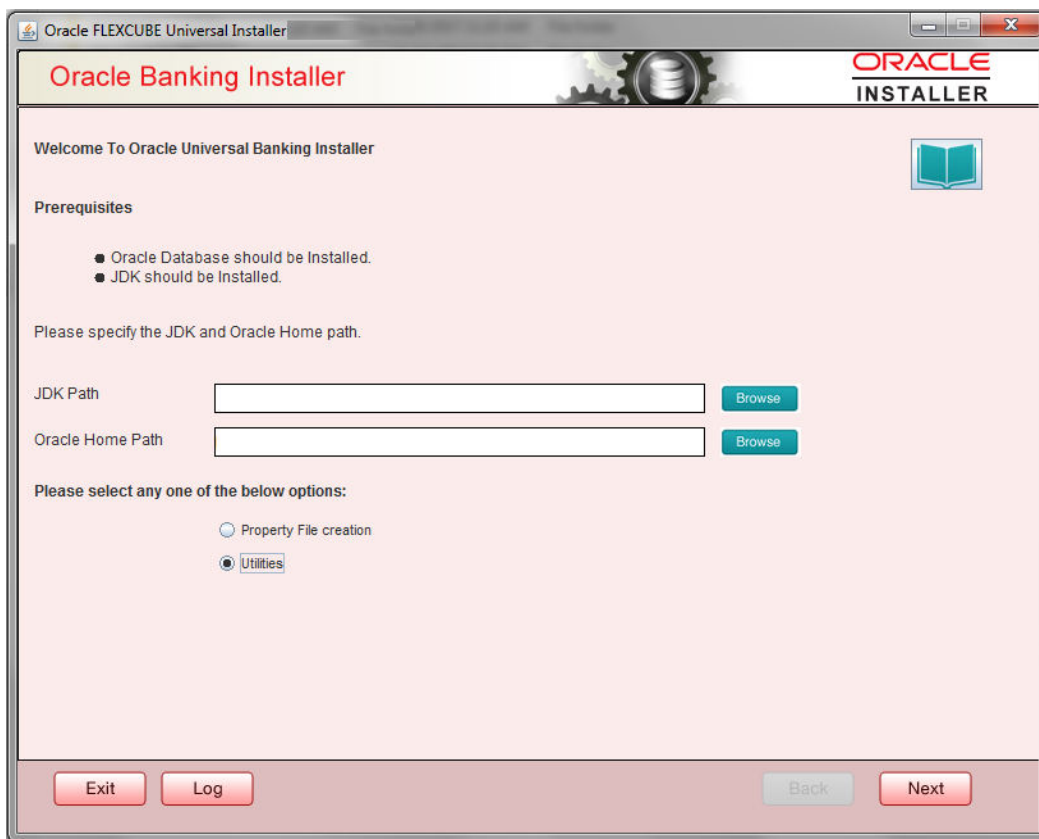 Oracle FLEXCUBE Universal Installer
Oracle Banking Installer
ORACLE
INSTALLER
Welcome To Oracle Universal Banking Installer
Prerequisites
Oracle Database should be Installed.
JDK should be Installed.
Please specify the JDK and Oracle Home path.
JDK Path
Browse
Oracle Home Path
Browse
Please select any one of the below options:
Property File creation
Utilities
Exit
Log
Back
Next